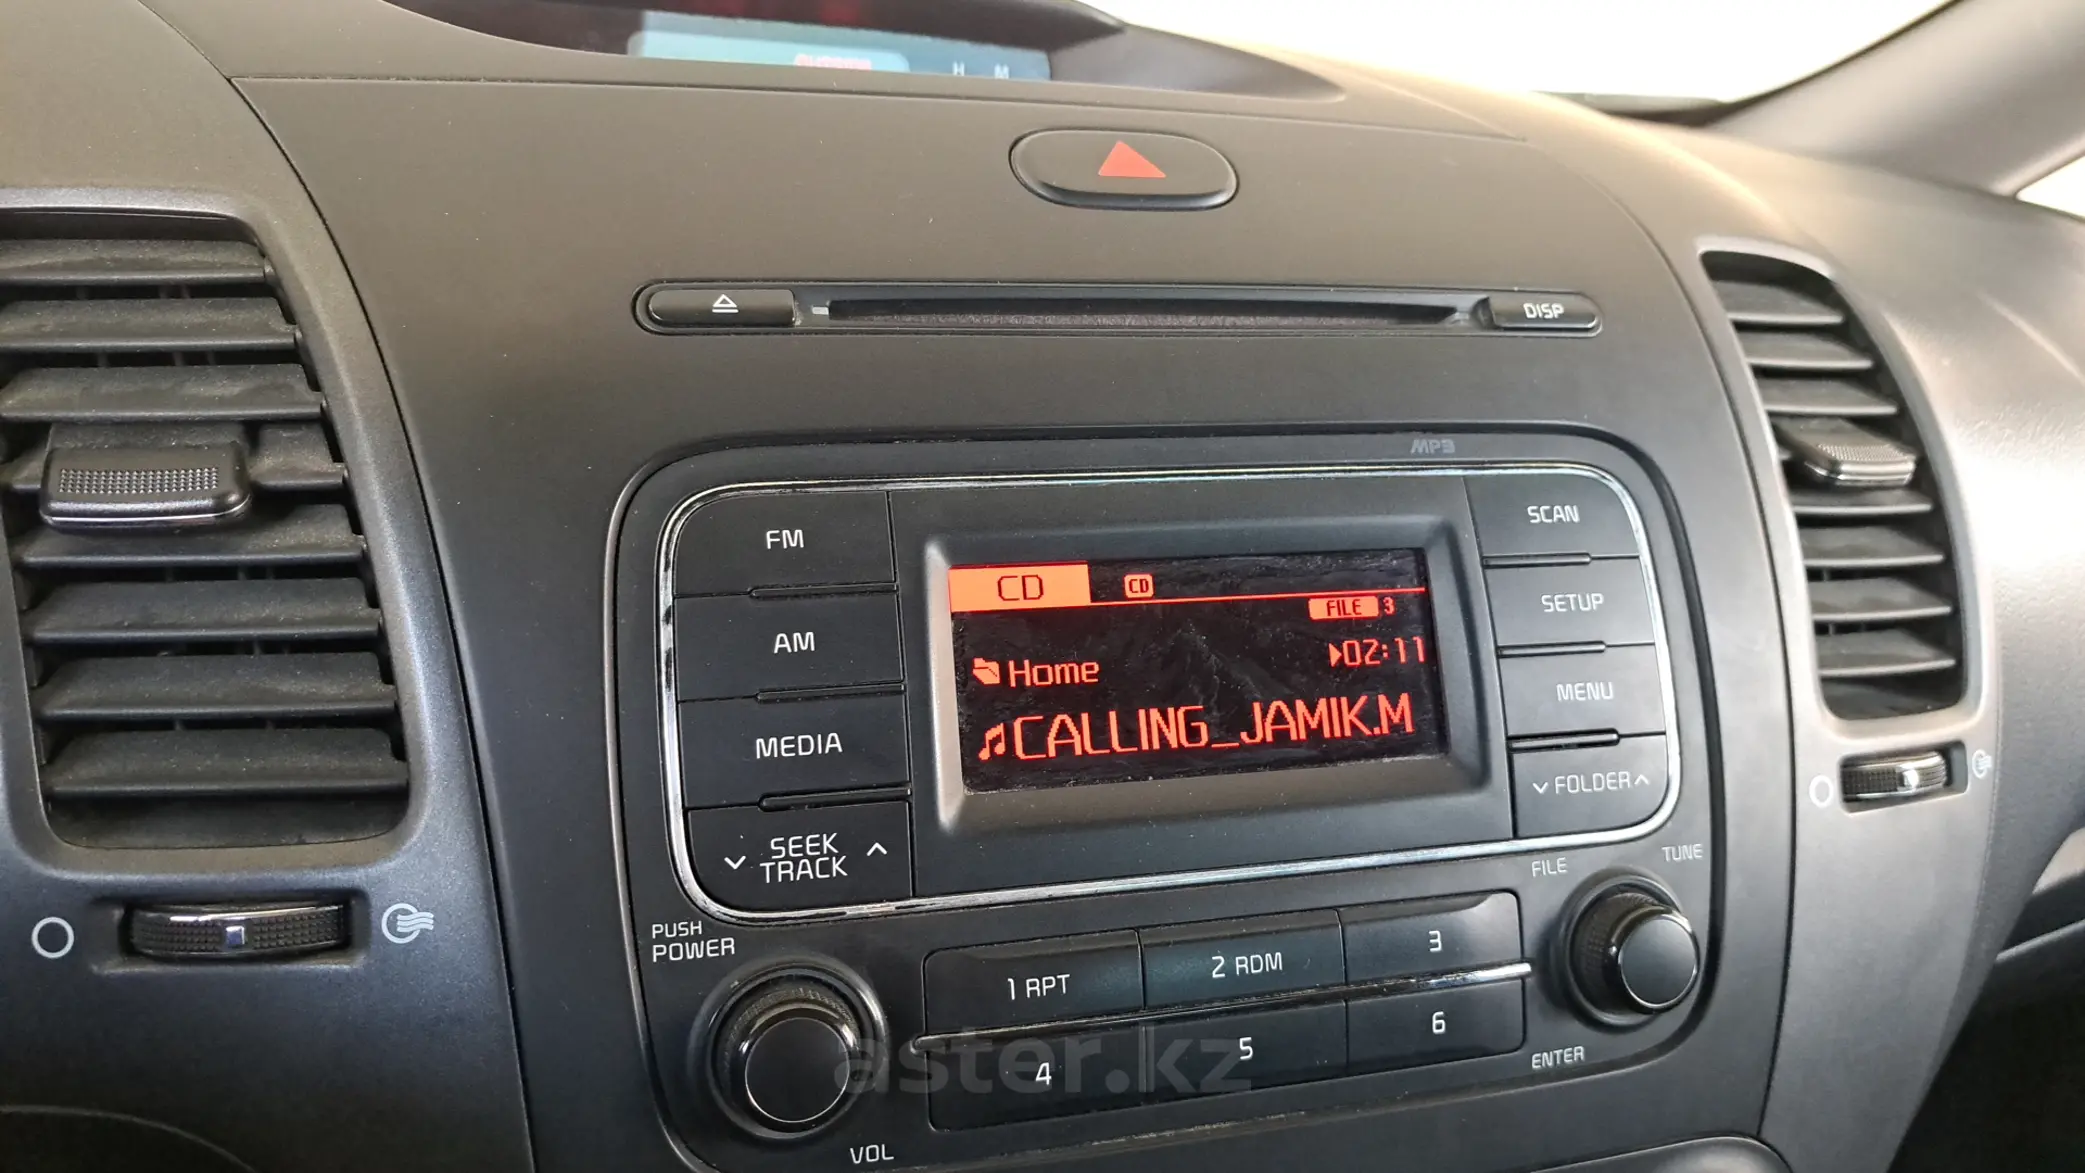 H M
DISP
MP3
FM
AM
MEDIA
SEEK
TRACK
CD CD
FILE 3
02:11
Home
CALLING_JAMIK.M
SCAN
SETUP
MENU
FOLDER
FILE TUNE
PUSH
POWER
1 RPT
2 RDM
3
4
5
6
ENTER
VOL
aster.kz